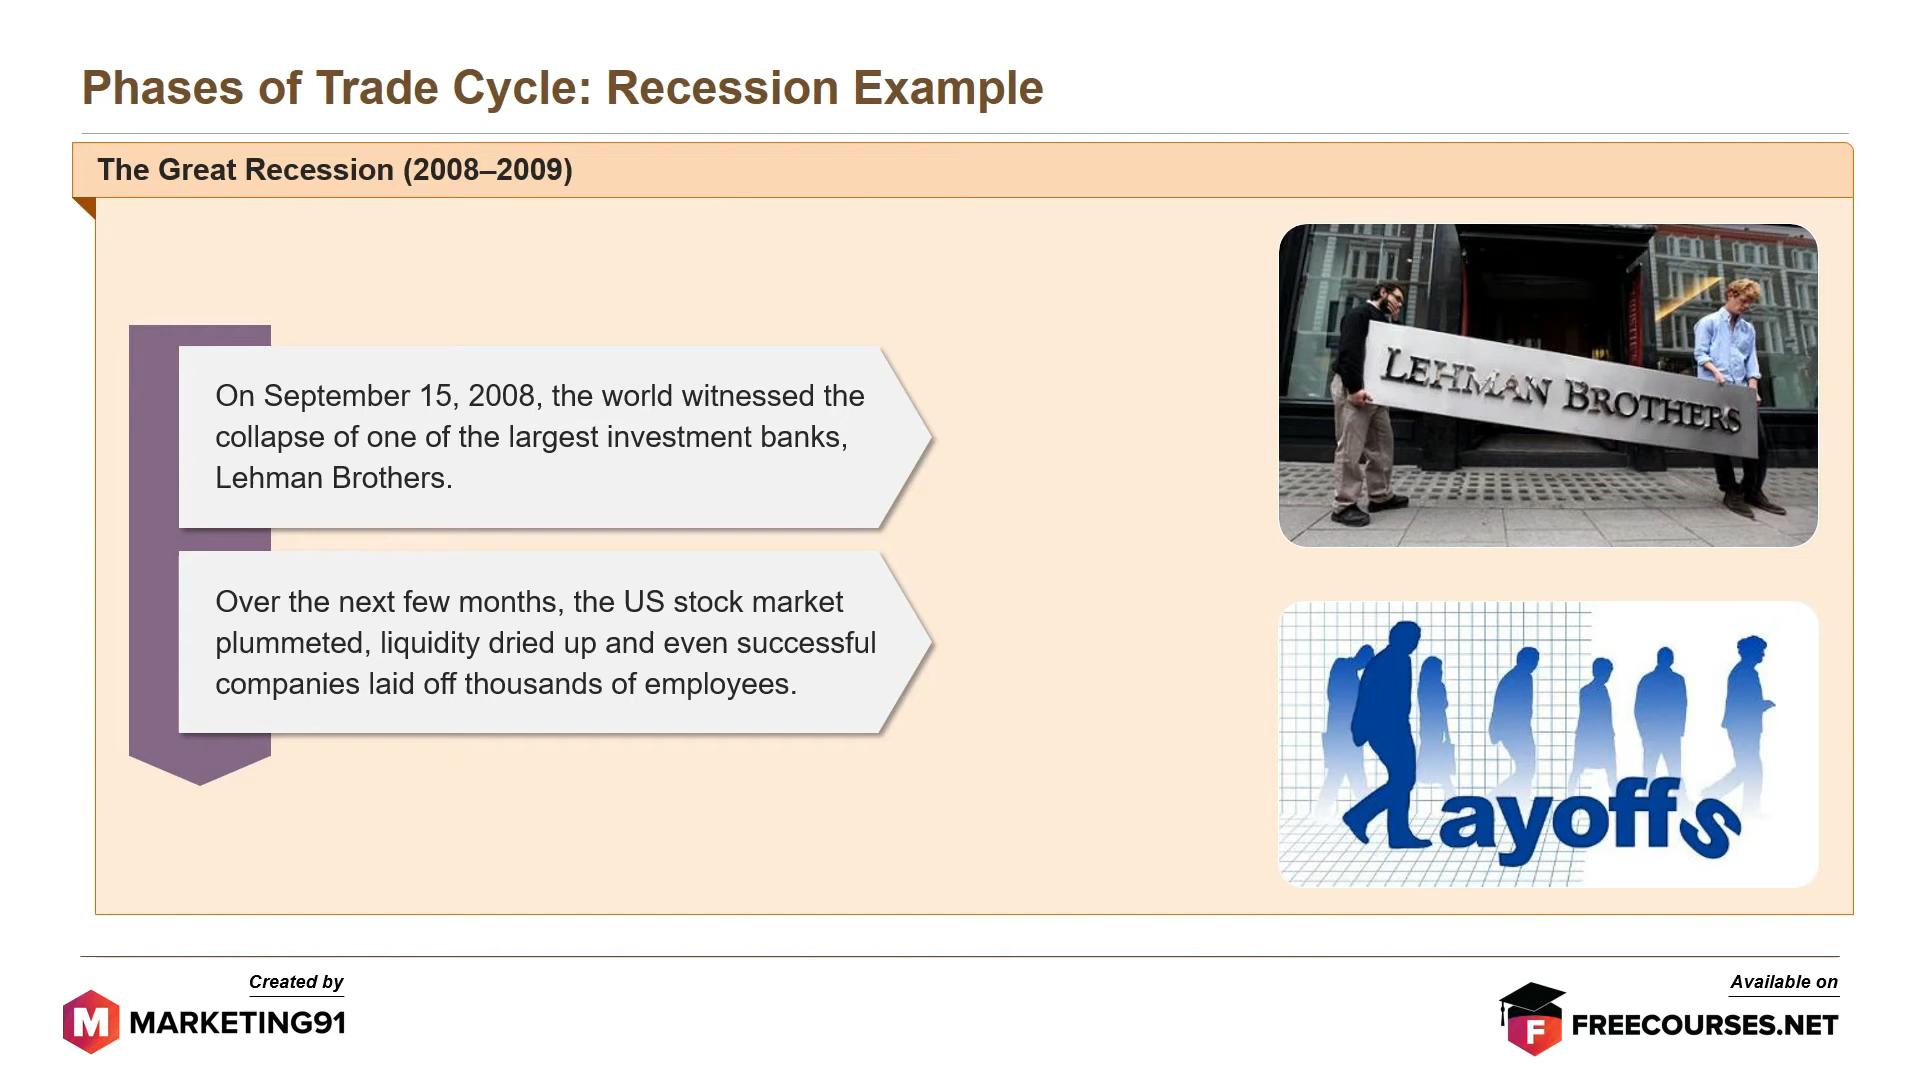 Phases of Trade Cycle: Recession Example
The Great Recession (2008–2009)
On September 15, 2008, the world witnessed the
collapse of one of the largest investment banks,
Lehman Brothers.
Over the next few months, the US stock market
plummeted, liquidity dried up and even successful
companies laid off thousands of employees.
LEHMAN BROTHERS
Layoffs
Created by
M MARKETING91
Available on
F FREECOURSES.NET